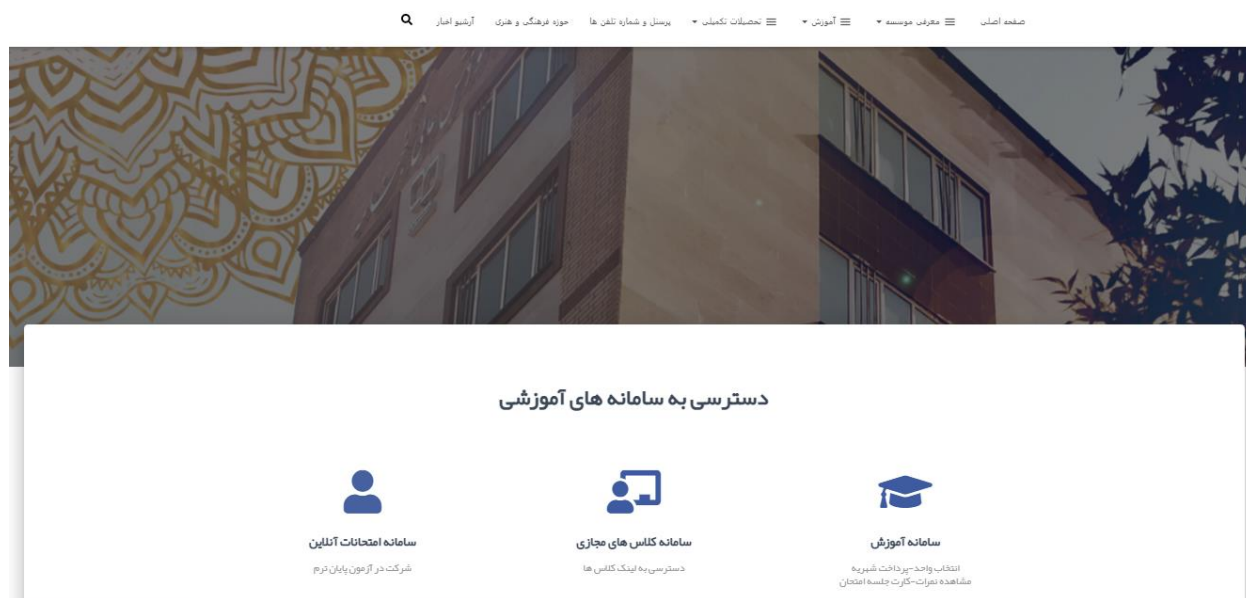 صفحه اصلی معرفی موسسه آموزش تحصیلات تکمیلی پرسنل و شماره تلفن ها حوزه فرهنگی و هنری آرشیو اخبار
دسترسی به سامانه های آموزشی
سامانه آموزش
انتخاب واحد-پرداخت شهریه
مشاهده نمرات-کارت جلسه امتحان
سامانه کلاس های مجازی
دسترسی به لینک کلاس ها
سامانه امتحانات آنلاین
شرکت در آزمون پایان ترم